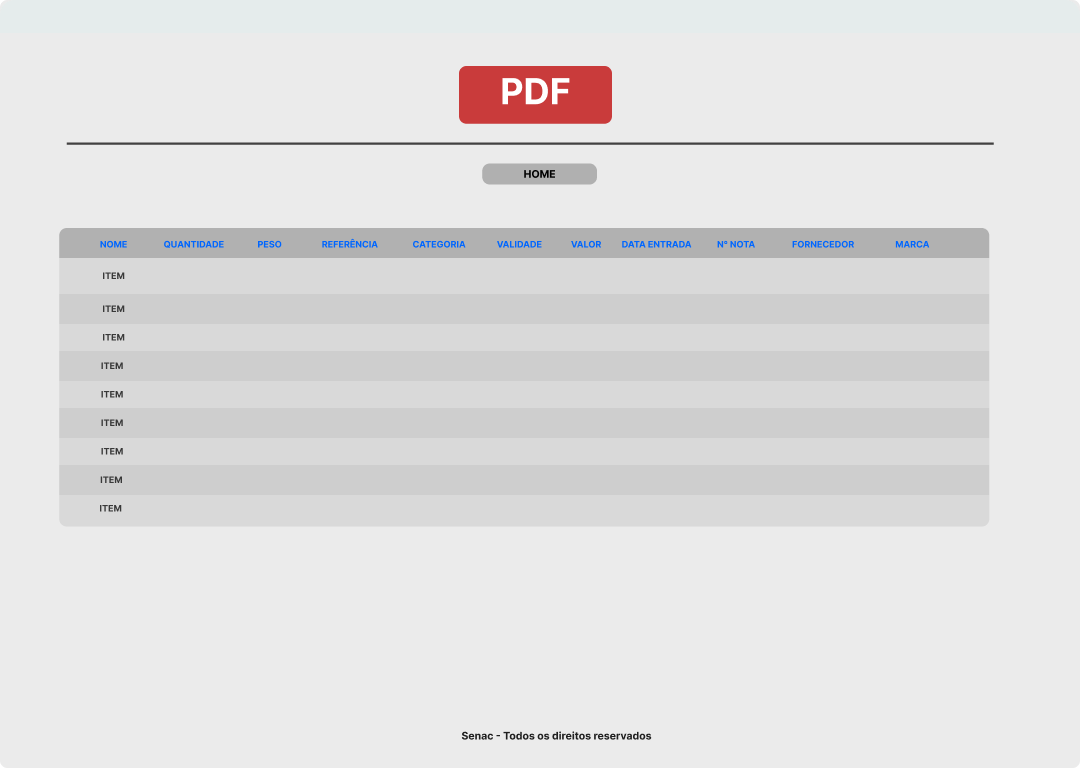 PDF
HOME
NOME QUANTIDADE PESO REFERÊNCIA CATEGORIA VALIDADE VALOR DATA ENTRADA Nº NOTA FORNECEDOR MARCA
ITEM
ITEM
ITEM
ITEM
ITEM
ITEM
ITEM
ITEM
ITEM
Senac - Todos os direitos reservados